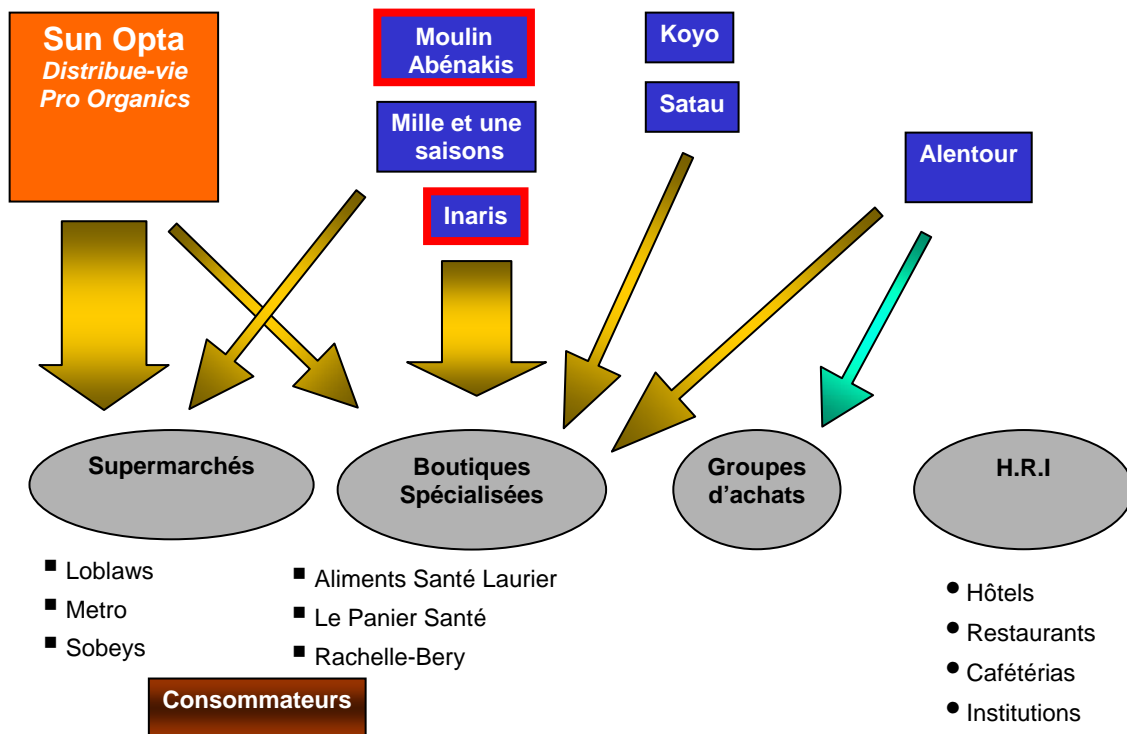 Sun Opta
Distribue-vie
Pro Organics
Moulin
Abénakis
Mille et une
saisons
Inaris
Koyo
Satau
Alentour
Supermarchés
Boutiques
Spécialisées
Groupes
d'achats
H.R.I
▪ Loblaws
▪ Metro
▪ Sobeys
▪ Aliments Santé Laurier
▪ Le Panier Santé
▪ Rachelle-Bery
• Hôtels
• Restaurants
• Cafétérias
• Institutions
Consommateurs